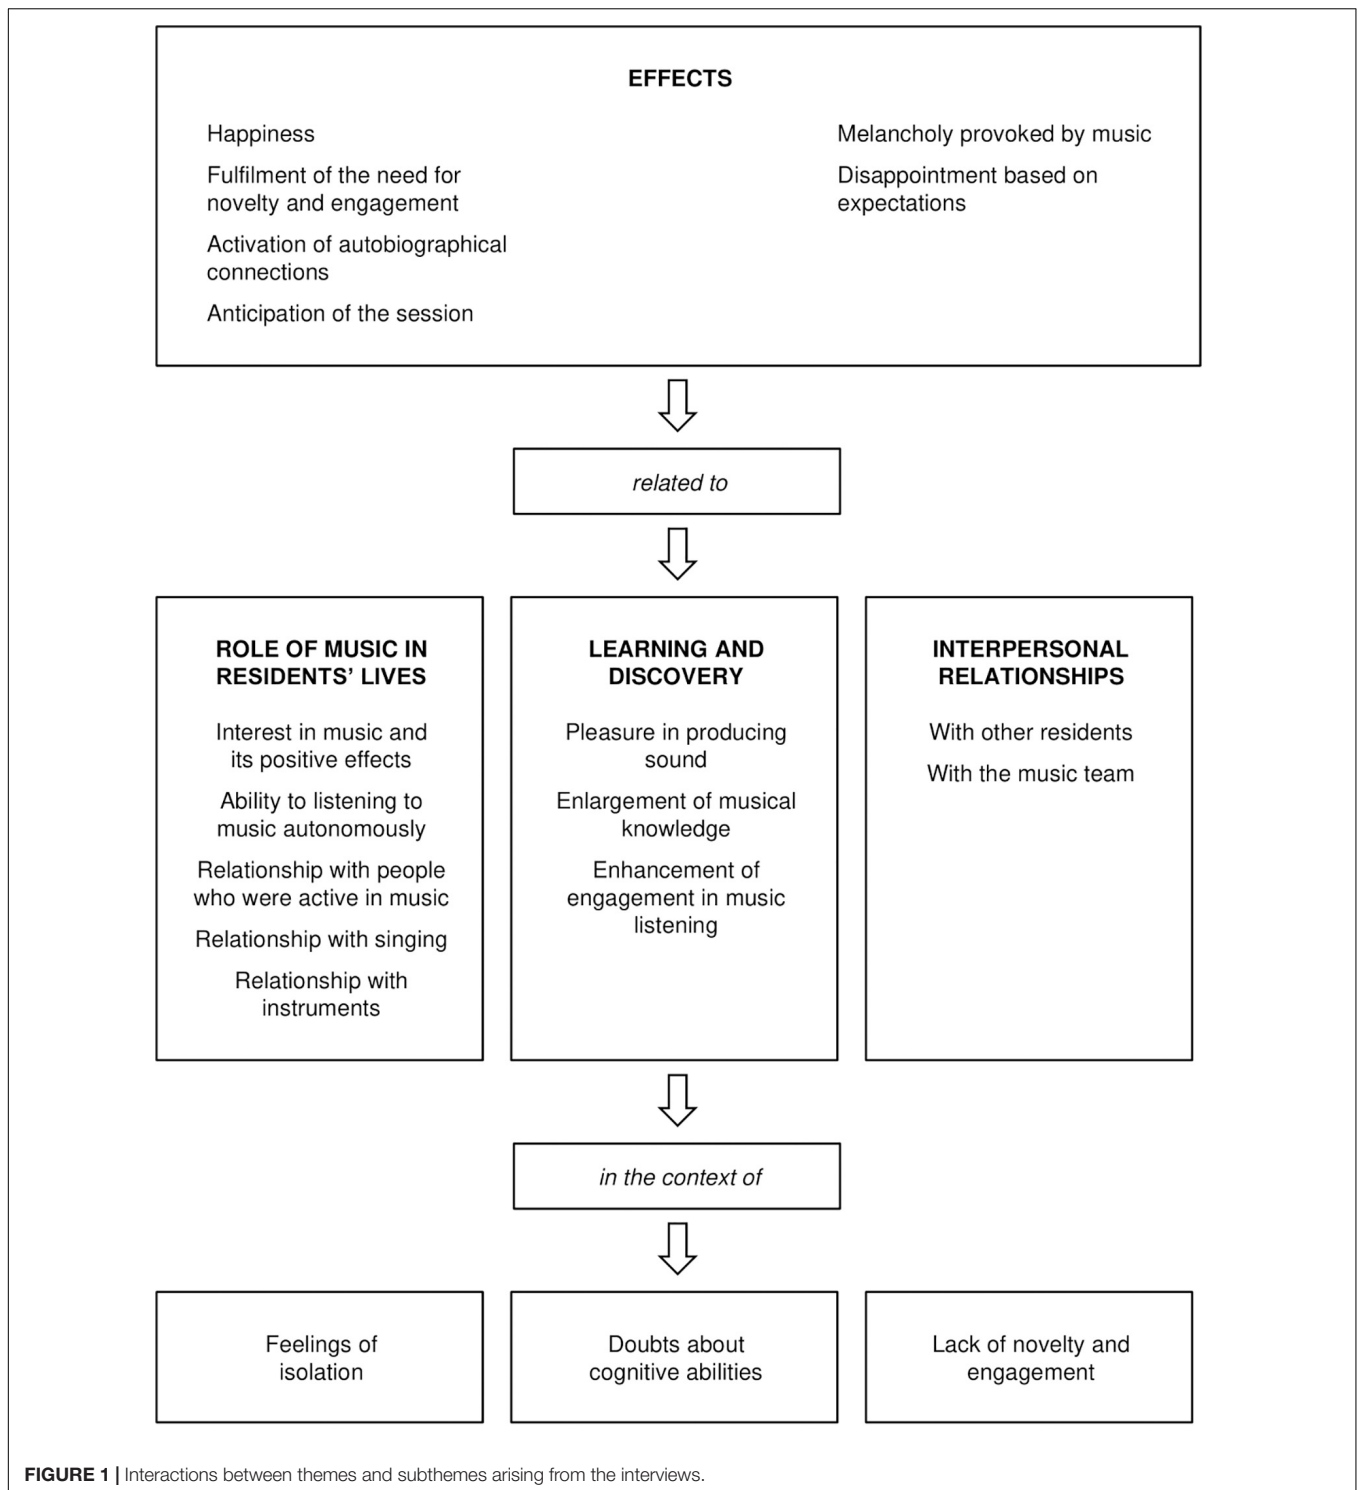 EFFECTS
Happiness
Fulfilment of the need for
novelty and engagement
Activation of autobiographical
connections
Anticipation of the session
Melancholy provoked by music
Disappointment based on
expectations
related to
ROLE OF MUSIC IN
RESIDENTS’ LIVES
Interest in music and
its positive effects
Ability to listening to
music autonomously
Relationship with people
who were active in music
Relationship with singing
Relationship with
instruments
LEARNING AND
DISCOVERY
Pleasure in producing
sound
Enlargement of musical
knowledge
Enhancement of
engagement in music
listening
INTERPERSONAL
RELATIONSHIPS
With other residents
With the music team
in the context of
Feelings of
isolation
Doubts about
cognitive abilities
Lack of novelty and
engagement
FIGURE 1 | Interactions between themes and subthemes arising from the interviews.